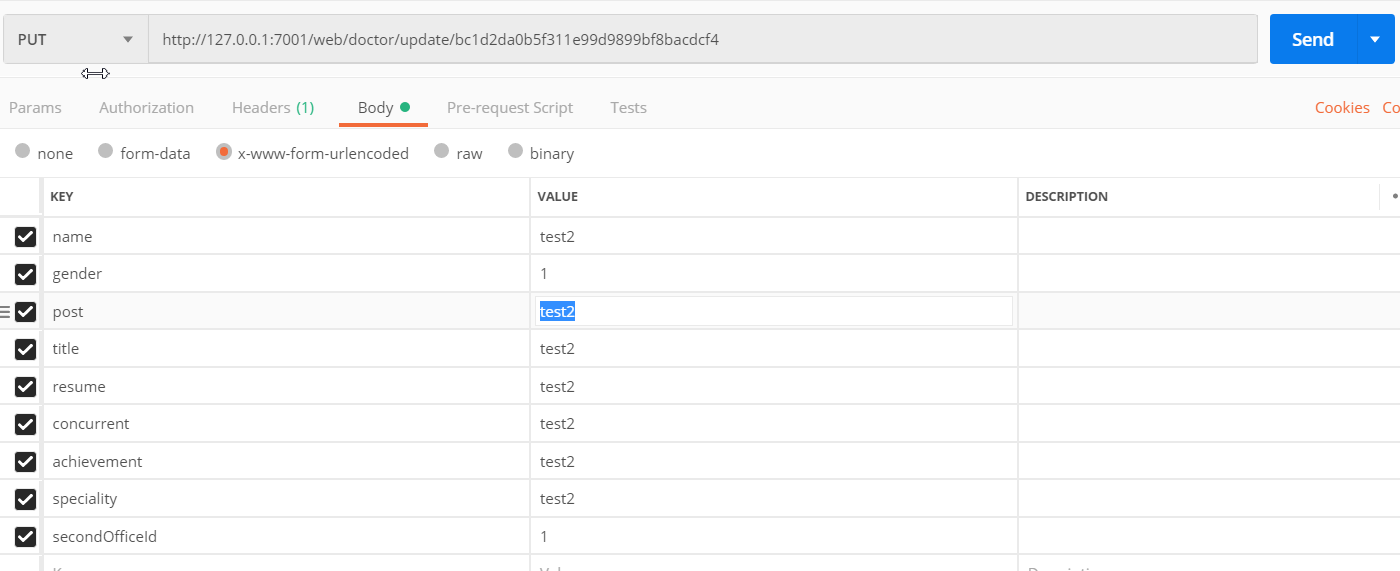 PUT http://127.0.0.1:7001/web/doctor/update/bc1d2da0b5f311e99d9899bf8bacdcf4 Send
Params Authorization Headers (1) Body Pre-request Script Tests Cookies Co
none form-data x-www-form-urlencoded raw binary
KEY VALUE DESCRIPTION
name test2
gender 1
post test2
title test2
resume test2
concurrent test2
achievement test2
speciality test2
secondOfficeId 1